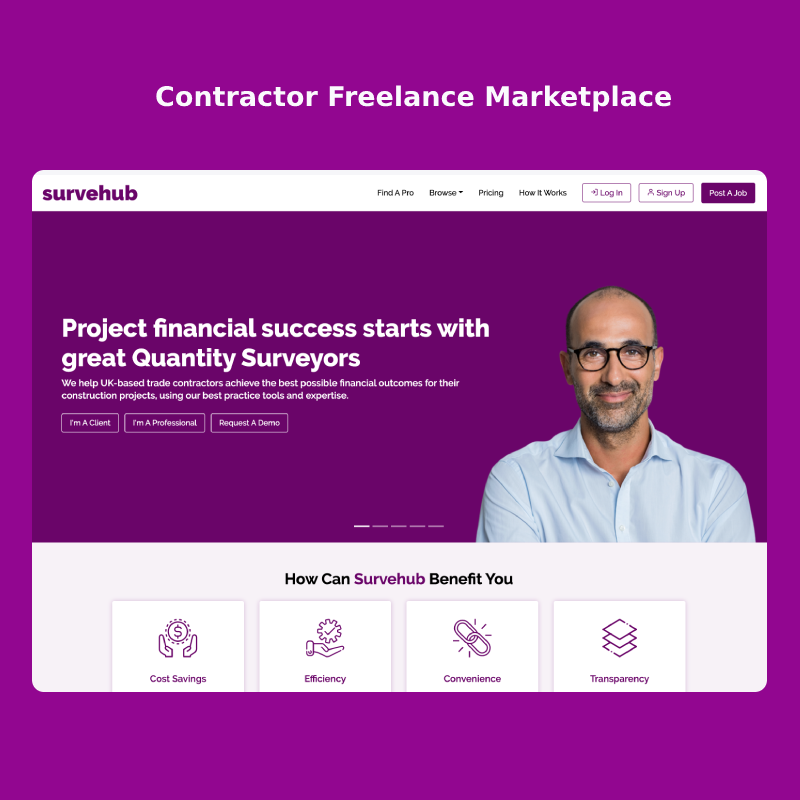 Contractor Freelance Marketplace
survehub
Find A Pro Browse Pricing How It Works Log In Sign Up Post A Job
Project financial success starts with
great Quantity Surveyors
We help UK-based trade contractors achieve the best possible financial outcomes for their
construction projects, using our best practice tools and expertise.
I'm A Client I'm A Professional Request A Demo
How Can Survehub Benefit You
$
Cost Savings Efficiency Convenience Transparency